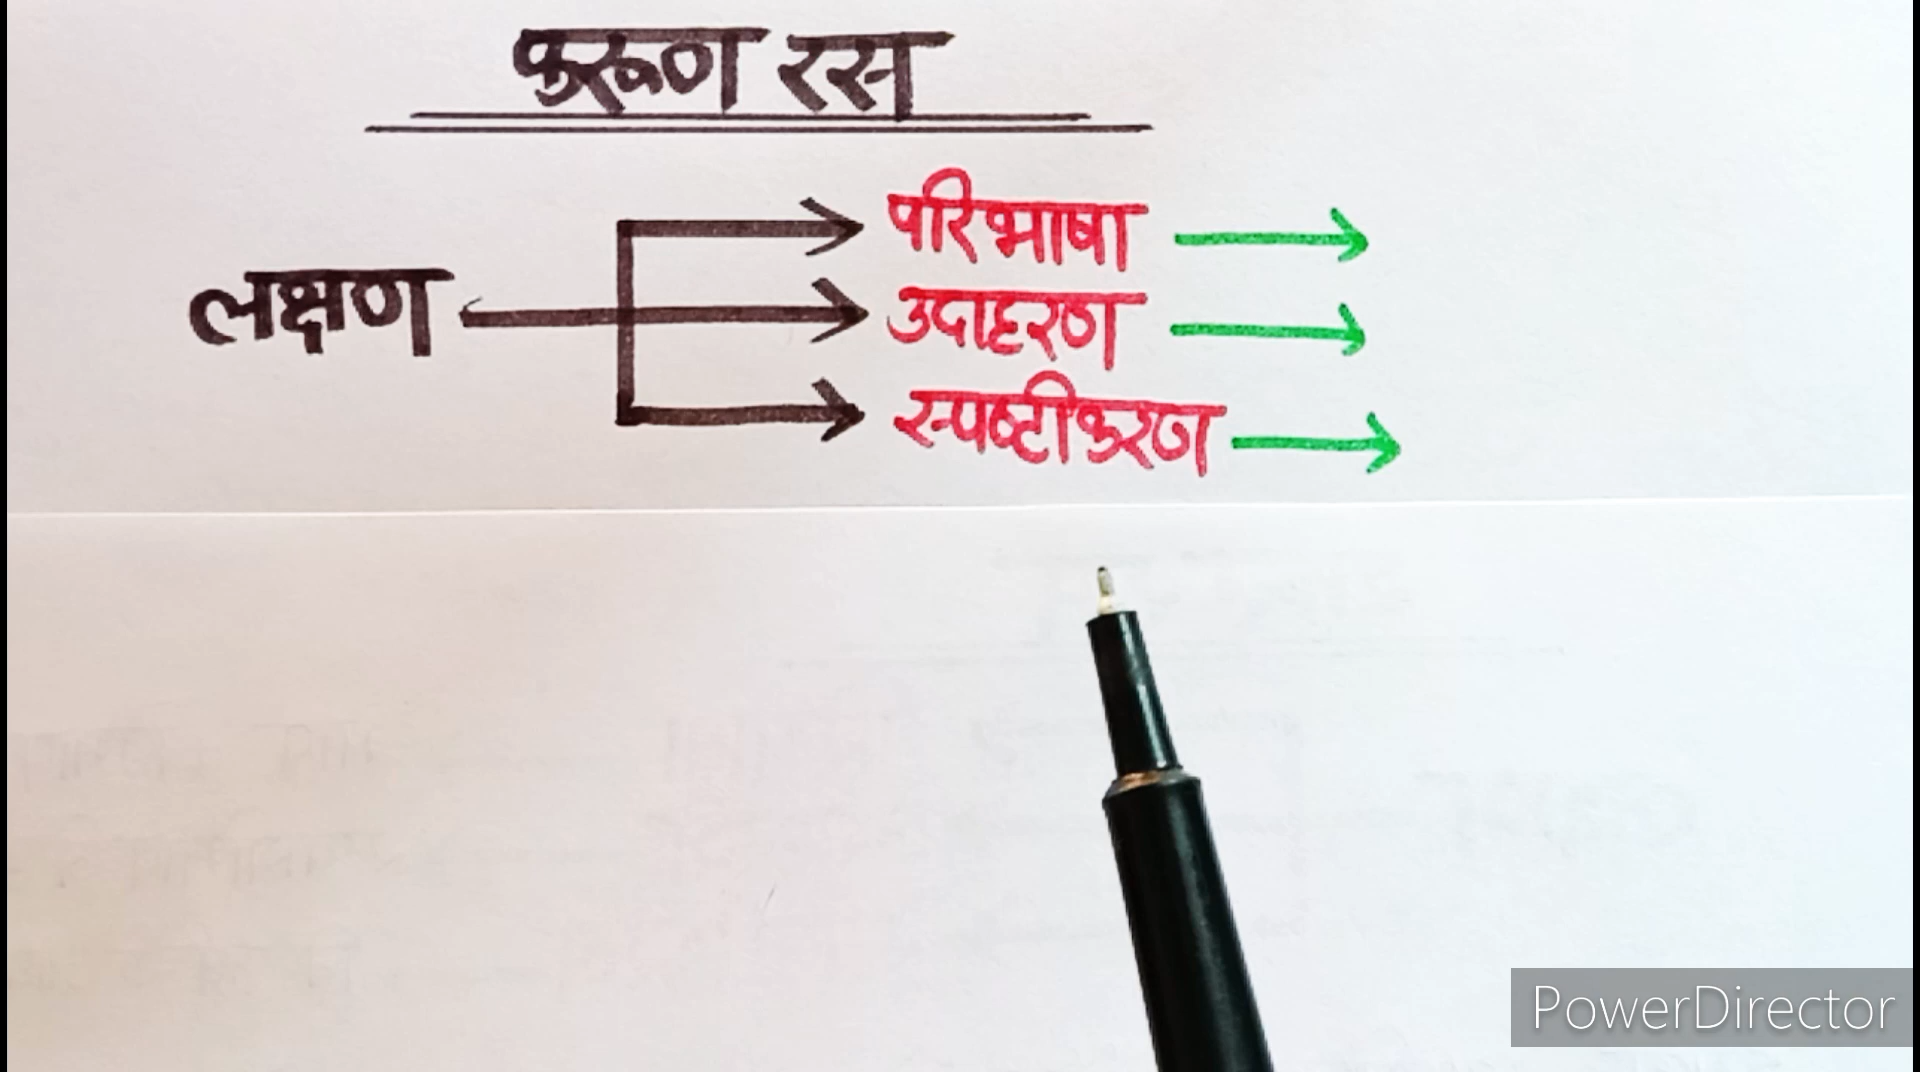 करूण रस
परिभाषा
लक्षण
उदाहरण
स्पष्टीकरण
PowerDirector